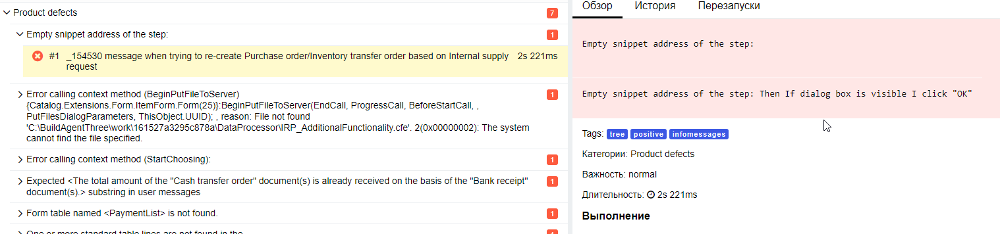 Product defects
7
Empty snippet address of the step:
1
#1 _154530 message when trying to re-create Purchase order/Inventory transfer order based on Internal supply 2s 221ms
request
Error calling context method (BeginPutFileToServer)
1
{Catalog.Extensions.Form.ItemForm.Form(25)}:BeginPutFileToServer(EndCall, ProgressCall, BeforeStartCall, ,
PutFilesDialogParameters, ThisObject.UUID); , reason: File not found
'C:\BuildAgentThree\work\161527a3295c878a\DataProcessor\IRP_AdditionalFunctionality.cfe'. 2(0x00000002): The system
cannot find the file specified.
Error calling context method (StartChoosing):
1
Expected <The total amount of the "Cash transfer order" document(s) is already received on the basis of the "Bank receipt"
1
document(s).> substring in user messages
Form table named <PaymentList> is not found.
1
One or more standard table lines are not found in the
Обзор История Перезапуски
Empty snippet address of the step:
Empty snippet address of the step: Then If dialog box is visible I click "OK"
Tags: tree positive infomessages
Категории: Product defects
Важность: normal
Длительность: 2s 221ms
Выполнение